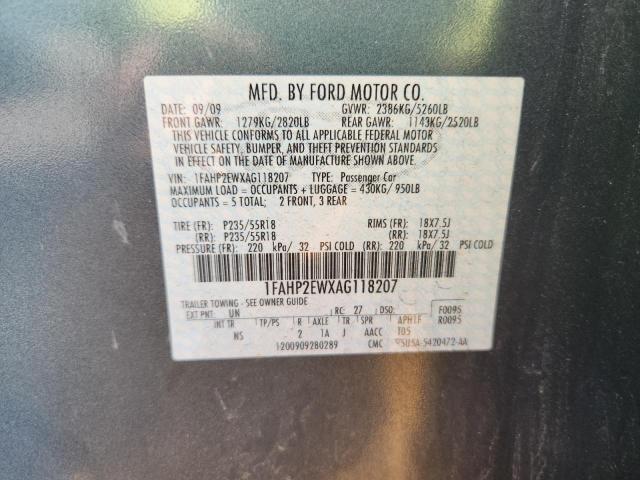 MFD. BY FORD MOTOR CO.
DATE: 09/09 GVWR: 2386KG/5260LB
FRONT GAWR: 1279KG/2820LB REAR GAWR: 1143KG/2520LB
THIS VEHICLE CONFORMS TO ALL APPLICABLE FEDERAL MOTOR
VEHICLE SAFETY, BUMPER, AND THEFT PREVENTION STANDARDS
IN EFFECT ON THE DATE OF MANUFACTURE SHOWN ABOVE.
VIN: 1FAHP2EWXAG118207 TYPE: Passenger Car
MAXIMUM LOAD = OCCUPANTS + LUGGAGE = 430KG/ 950LB
OCCUPANTS = 5 TOTAL; 2 FRONT, 3 REAR
TIRE (FR): P235/55R18 RIMS (FR): 18X7.5J
(RR): P235/55R18 (RR): 18X7.5J
PRESSURE (FR): 220 kPa/ 32 PSI COLD (RR): 220 kPa/ 32 PSI COLD
1FAHP2EWXAG118207
TRAILER TOWING - SEE OWNER GUIDE
EXT PNT: UN RC: 27 DSO: F0095
R0095
INT TR TP/PS R AXLE TR SPR APHTF
NS 2 1A J AACC T05
1200909280289 CMC 5U5A-5420472-AA